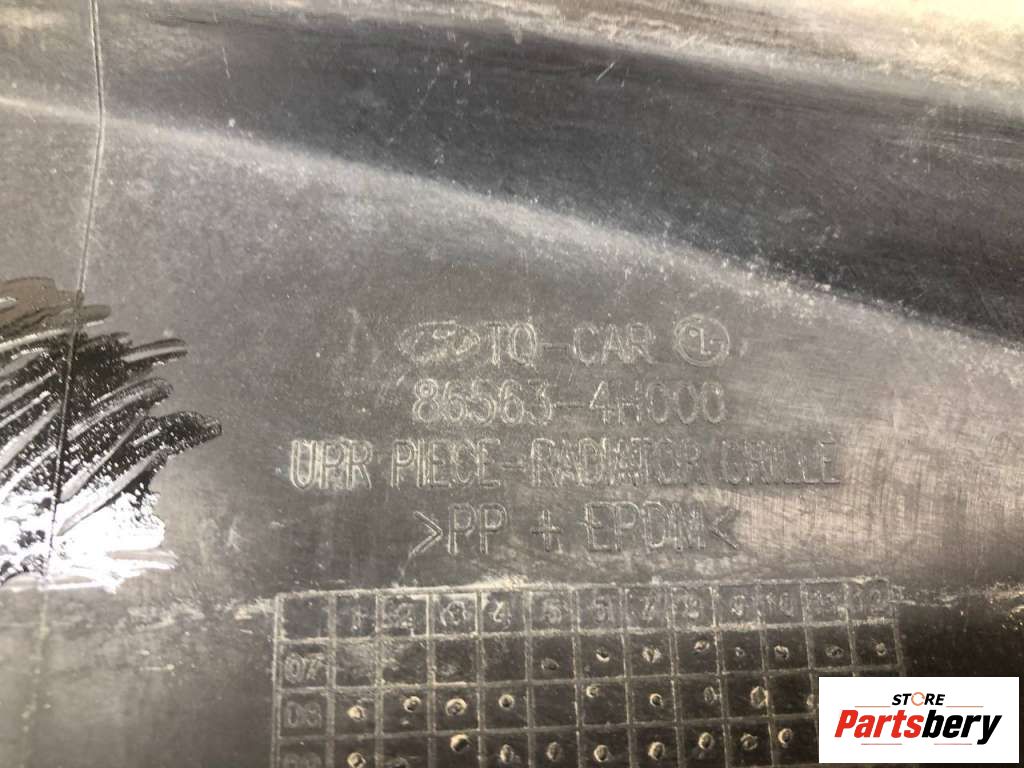 TQ-CAR
86563-4H000
UPR PIECE-RADIATOR GRILLE
>PP + EPDM<
1 2 3 4 5 6 7 8 9 10 11 12
07
08
STORE
Partsbery